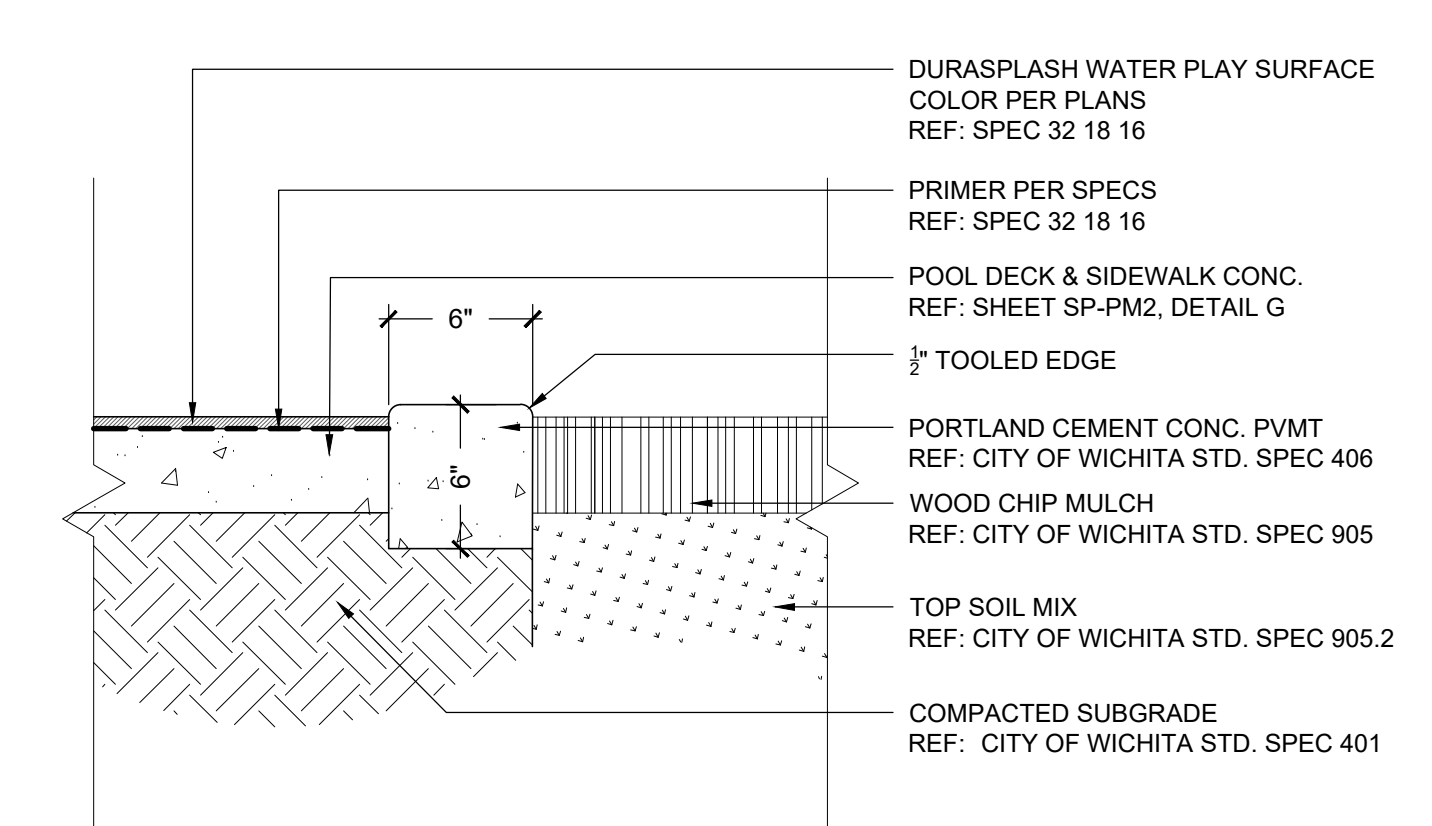 DURASPLASH WATER PLAY SURFACE
COLOR PER PLANS
REF: SPEC 32 18 16
PRIMER PER SPECS
REF: SPEC 32 18 16
POOL DECK & SIDEWALK CONC.
REF: SHEET SP-PM2, DETAIL G
6"
½" TOOLED EDGE
PORTLAND CEMENT CONC. PVMT
REF: CITY OF WICHITA STD. SPEC 406
6"
WOOD CHIP MULCH
REF: CITY OF WICHITA STD. SPEC 905
TOP SOIL MIX
REF: CITY OF WICHITA STD. SPEC 905.2
COMPACTED SUBGRADE
REF: CITY OF WICHITA STD. SPEC 401